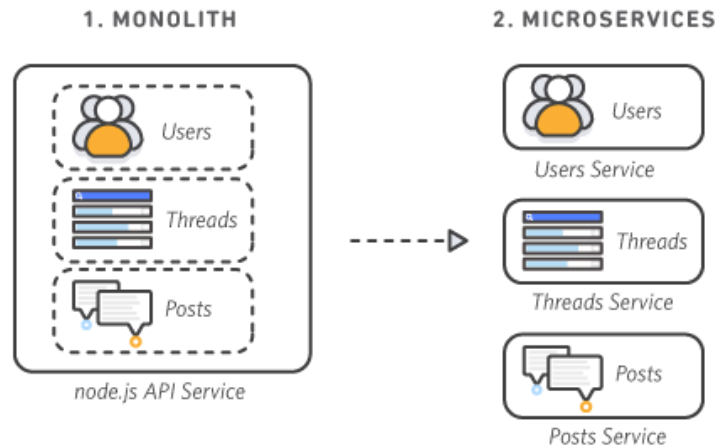 1. MONOLITH
Users
Threads
Posts
node.js API Service
2. MICROSERVICES
Users
Users Service
Threads
Threads Service
Posts
Posts Service